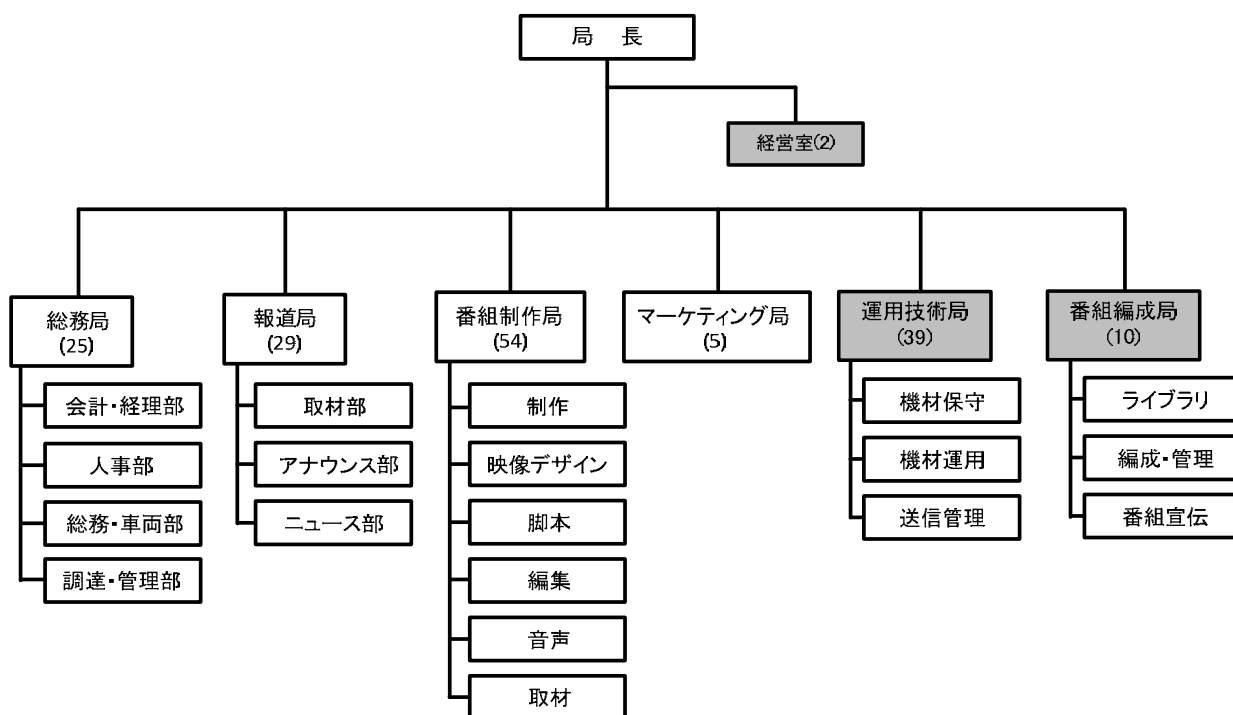 局 長
経営室(2)
総務局
(25)
報道局
(29)
番組制作局
(54)
マーケティング局
(5)
運用技術局
(39)
番組編成局
(10)
会計・経理部
人事部
総務・車両部
調達・管理部
取材部
アナウンス部
ニュース部
制作
映像デザイン
脚本
編集
音声
取材
機材保守
機材運用
送信管理
ライブラリ
編成・管理
番組宣伝